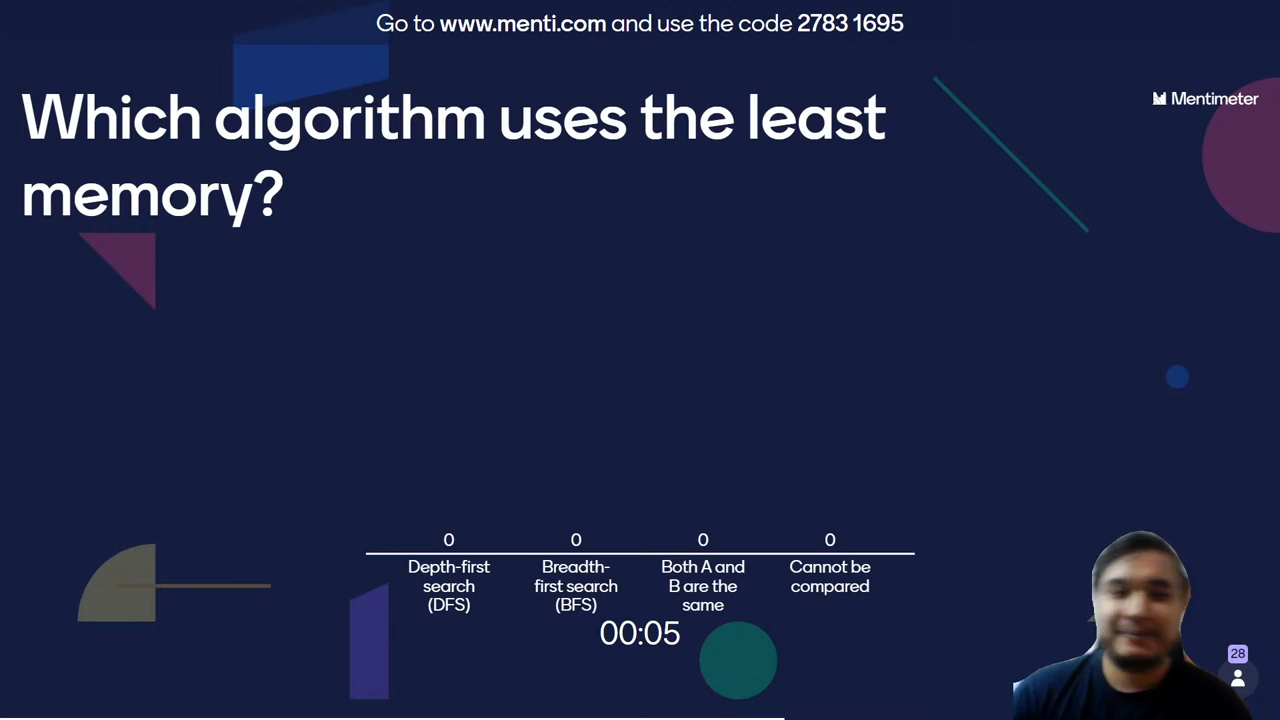 Go to www.menti.com and use the code 2783 1695
Which algorithm uses the least
memory?
Mentimeter
0
0
0
0
Depth-first
search
(DFS)
Breadth-
first search
(BFS)
Both A and
B are the
same
Cannot be
compared
00:05
28